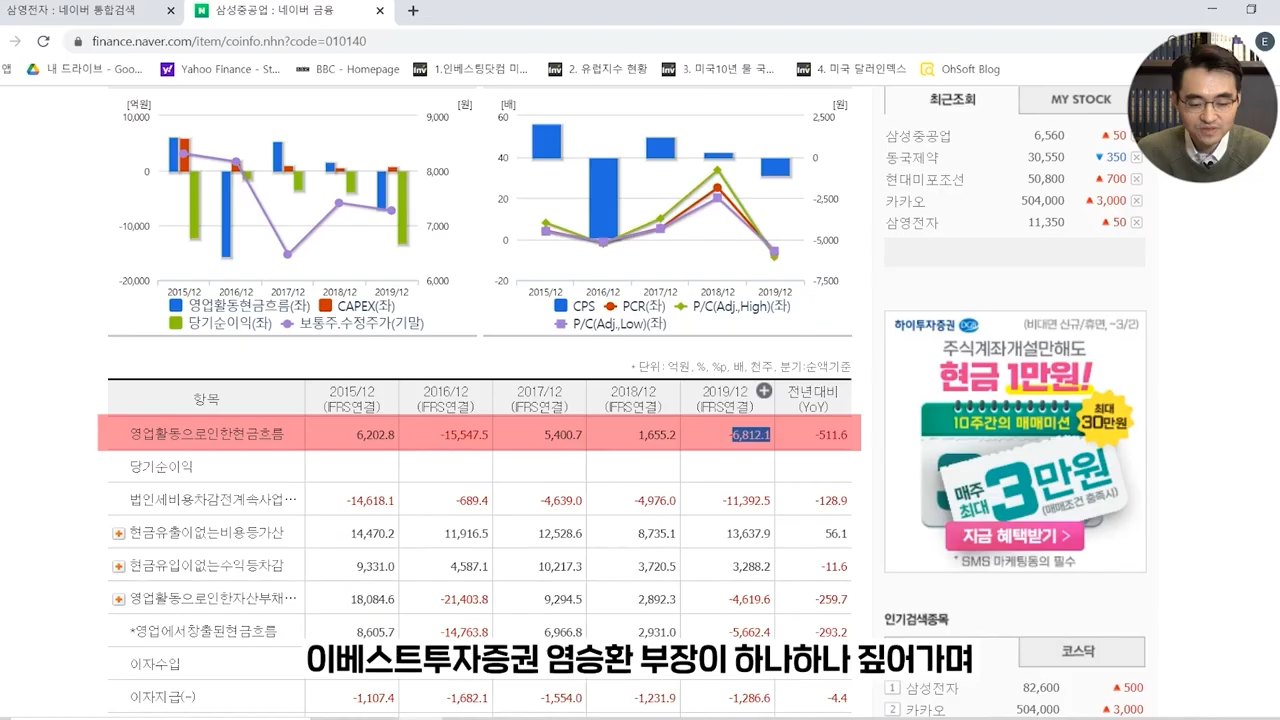 삼영전자 : 네이버 통합검색
삼성중공업 : 네이버 금융
finance.naver.com/item/coinfo.nhn?code=010140
E
앱
내 드라이브 - Goo...
Yahoo Finance - St...
BBC - Homepage
1.인베스팅닷컴 미...
2. 유럽지수 현황
3. 미국10년 물 국...
4. 미국 달러인덱스
OhSoft Blog
[억원] [원]
10,000 9,000
0 8,000
-10,000 7,000
-20,000 6,000
2015/12 2016/12 2017/12 2018/12 2019/12
영업활동현금흐름(좌) CAPEX(좌)
당기순이익(좌) 보통주.수정주가(기말)
[배] [원]
60 2,500
40 0
20 -2,500
0 -5,000
-20 -7,500
2015/12 2016/12 2017/12 2018/12 2019/12
CPS PCR(좌) P/C(Adj.,High)(좌)
P/C(Adj.,Low)(좌)
* 단위: 억원, %, %p, 배, 천주, 분기:순액기준
항목 2015/12 (IFRS연결) 2016/12 (IFRS연결) 2017/12 (IFRS연결) 2018/12 (IFRS연결) 2019/12 (IFRS연결) 전년대비 (YoY)
영업활동으로인한현금흐름 6,202.8 -15,547.5 5,400.7 1,655.2 -6,812.1 -511.6
당기순이익
법인세비용차감전계속사업… -14,618.1 -689.4 -4,639.0 -4,976.0 -11,392.5 -128.9
현금유출이없는비용등가산 14,470.2 11,916.5 12,528.6 8,735.1 13,637.9 56.1
현금유입이없는수익등차감 9,331.0 4,587.1 10,217.3 3,720.5 3,288.2 -11.6
영업활동으로인한자산부채… 18,084.6 -21,403.8 9,294.5 2,892.3 -4,619.6 -259.7
*영업에서창출된현금흐름 8,605.7 -14,763.8 6,966.8 2,931.0 -5,662.4 -293.2
이자수입
이자지급(-) -1,107.4 -1,682.1 -1,554.0 -1,231.9 -1,286.6 -4.4
이베스트투자증권 염승환 부장이 하나하나 짚어가며
최근조회 MY STOCK
삼성중공업 6,560 ▲ 50
동국제약 30,550 ▼ 350
현대미포조선 50,800 ▲ 700
카카오 504,000 ▲ 3,000
삼영전자 11,350 ▲ 50
하이투자증권 DGB (비대면 신규/휴면, ~3/2)
주식계좌개설만해도
현금 1만원!
10주간의 매매미션
최대
30만원
매주
최대 3만원
(매매조건 충족시)
지금 혜택받기 >
* SMS 마케팅동의 필수
인기검색종목
코스닥
1 삼성전자 82,600 ▲ 500
2 카카오 504,000 ▲ 3,000